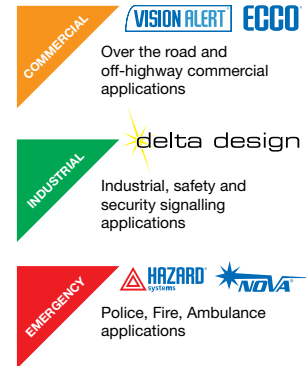 COMMERCIAL
VISION ALERT ECCO
Over the road and
off-highway commercial
applications
INDUSTRIAL
delta design
Industrial, safety and
security signalling
applications
EMERGENCY
HAZARD systems NOVA
Police, Fire, Ambulance
applications